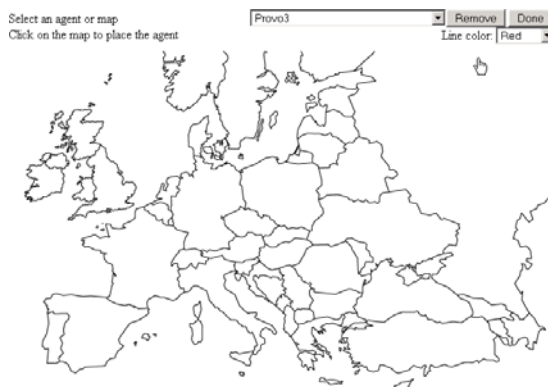 Select an agent or map Provo3 Remove Done
Click on the map to place the agent Line color: Red